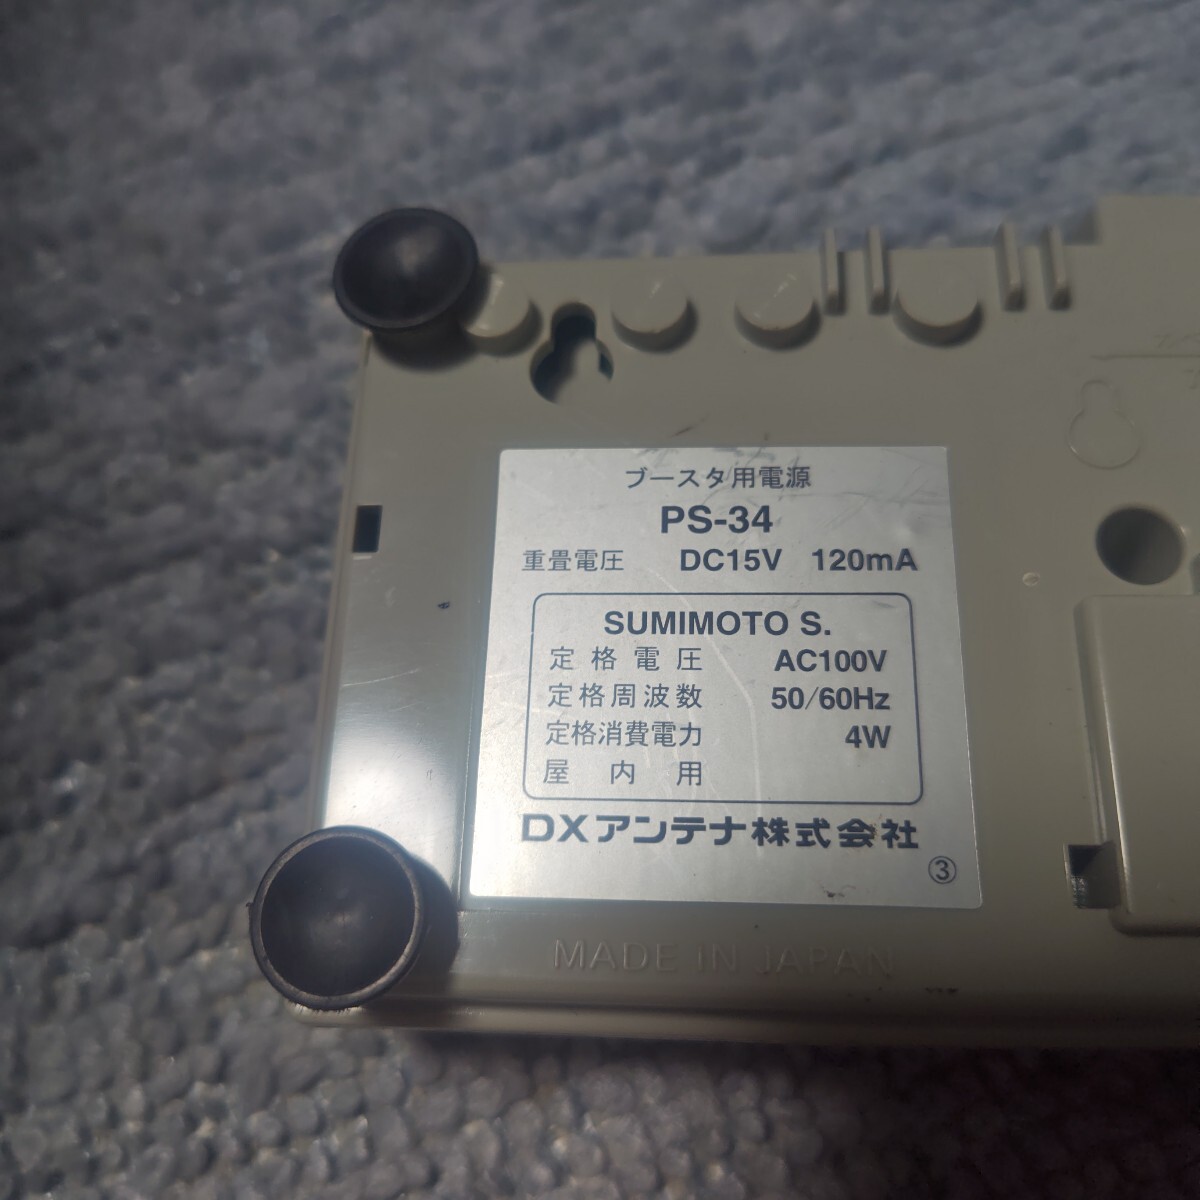 ブースタ用電源
PS-34
重畳電圧 DC15V 120mA
SUMIMOTO S.
定格電圧 AC100V
定格周波数 50/60Hz
定格消費電力 4W
屋内用
DXアンテナ株式会社
③
MADE IN JAPAN